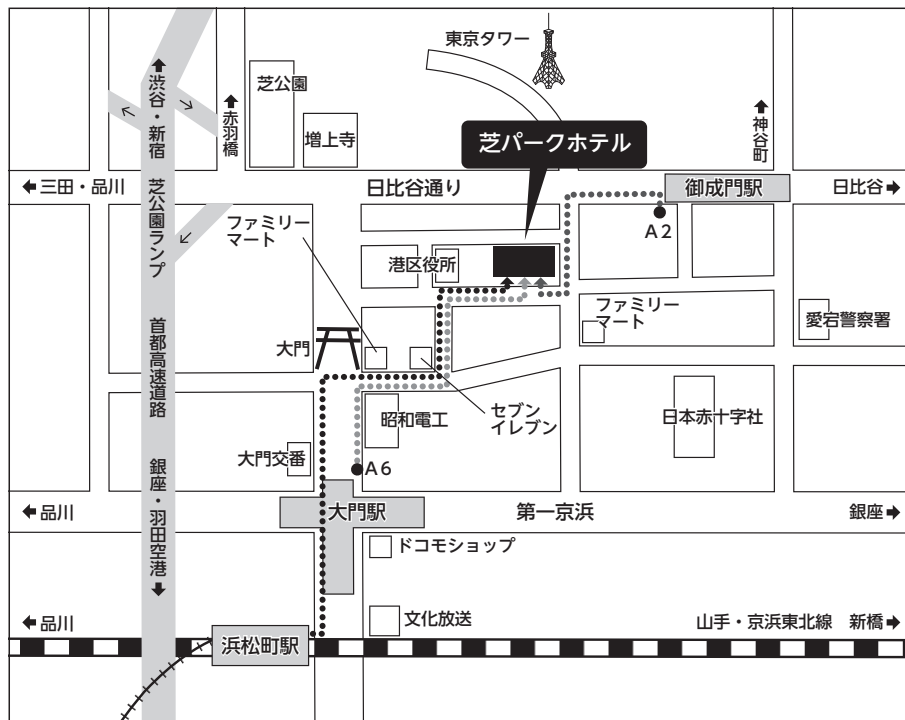 東京タワー
芝公園
増上寺
↑渋谷・新宿
↑赤羽橋
↑神谷町
芝パークホテル
←三田・品川
日比谷通り
御成門駅
日比谷→
A2
芝公園ランプ
ファミリー
マート
港区役所
ファミリー
マート
愛宕警察署
大門
首都高速道路
セブン
イレブン
昭和電工
日本赤十字社
大門交番
A6
銀座・羽田空港↓
←品川
大門駅
第一京浜
銀座→
ドコモショップ
文化放送
←品川
山手・京浜東北線 新橋→
浜松町駅